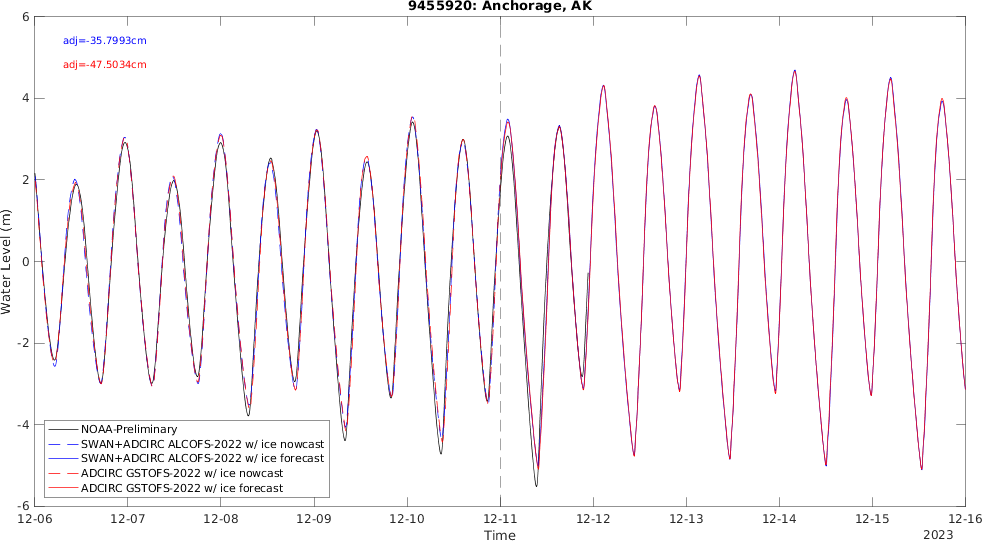 9455920: Anchorage, AK
adj=-35.7993cm
adj=-47.5034cm
Water Level (m)
6
4
2
0
-2
-4
-6
NOAA-Preliminary
SWAN+ADCIRC ALCOFS-2022 w/ ice nowcast
SWAN+ADCIRC ALCOFS-2022 w/ ice forecast
ADCIRC GSTOFS-2022 w/ ice nowcast
ADCIRC GSTOFS-2022 w/ ice forecast
12-06 12-07 12-08 12-09 12-10 12-11 12-12 12-13 12-14 12-15 12-16
Time
2023